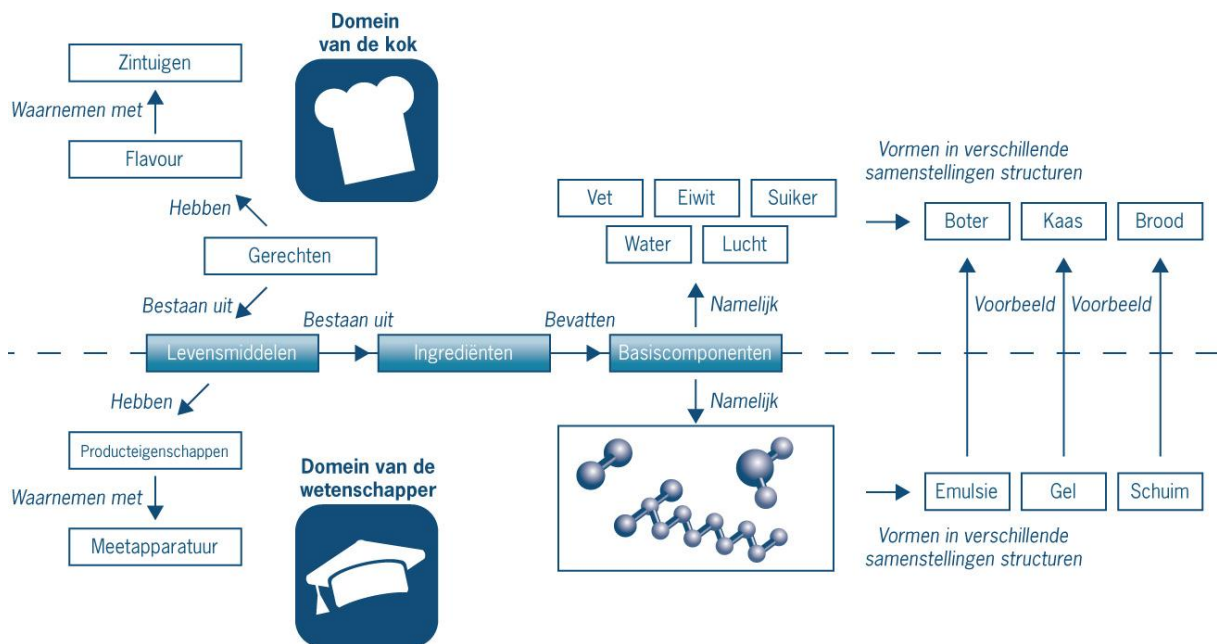 Domein
van de kok
Zintuigen
Waarnemen met
Flavour
Hebben
Gerechten
Bestaan uit
Levensmiddelen
Bestaan uit
Ingrediënten
Bevatten
Basiscomponenten
Namelijk
Vet
Eiwit
Suiker
Water
Lucht
Vormen in verschillende
samenstellingen structuren
Boter
Kaas
Brood
Voorbeeld
Voorbeeld
Hebben
Producteigenschappen
Waarnemen met
Meetapparatuur
Domein van de
wetenschapper
Namelijk
Emulsie
Gel
Schuim
Vormen in verschillende
samenstellingen structuren